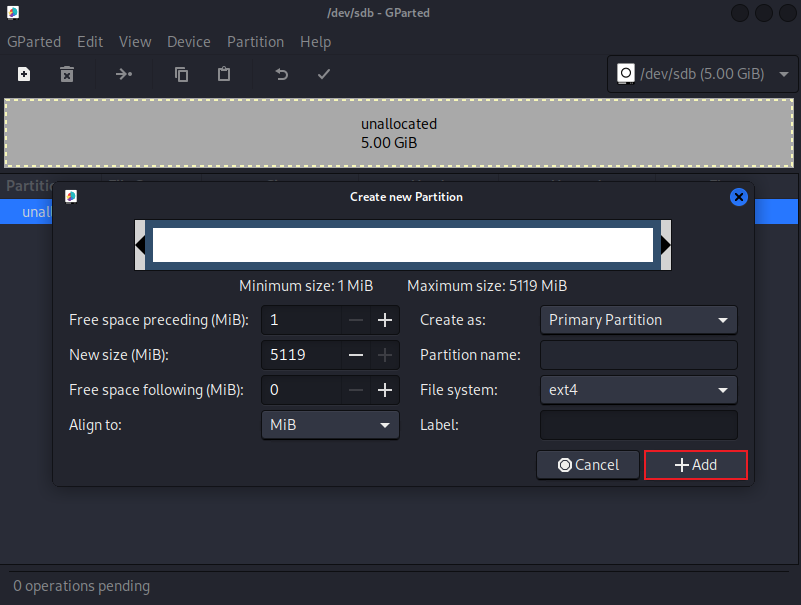 /dev/sdb - GParted
GParted Edit View Device Partition Help
/dev/sdb (5.00 GiB)
unallocated
5.00 GiB
Create new Partition
Minimum size: 1 MiB Maximum size: 5119 MiB
Free space preceding (MiB): 1 Create as: Primary Partition
New size (MiB): 5119 Partition name:
Free space following (MiB): 0 File system: ext4
Align to: MiB Label:
Cancel Add
0 operations pending